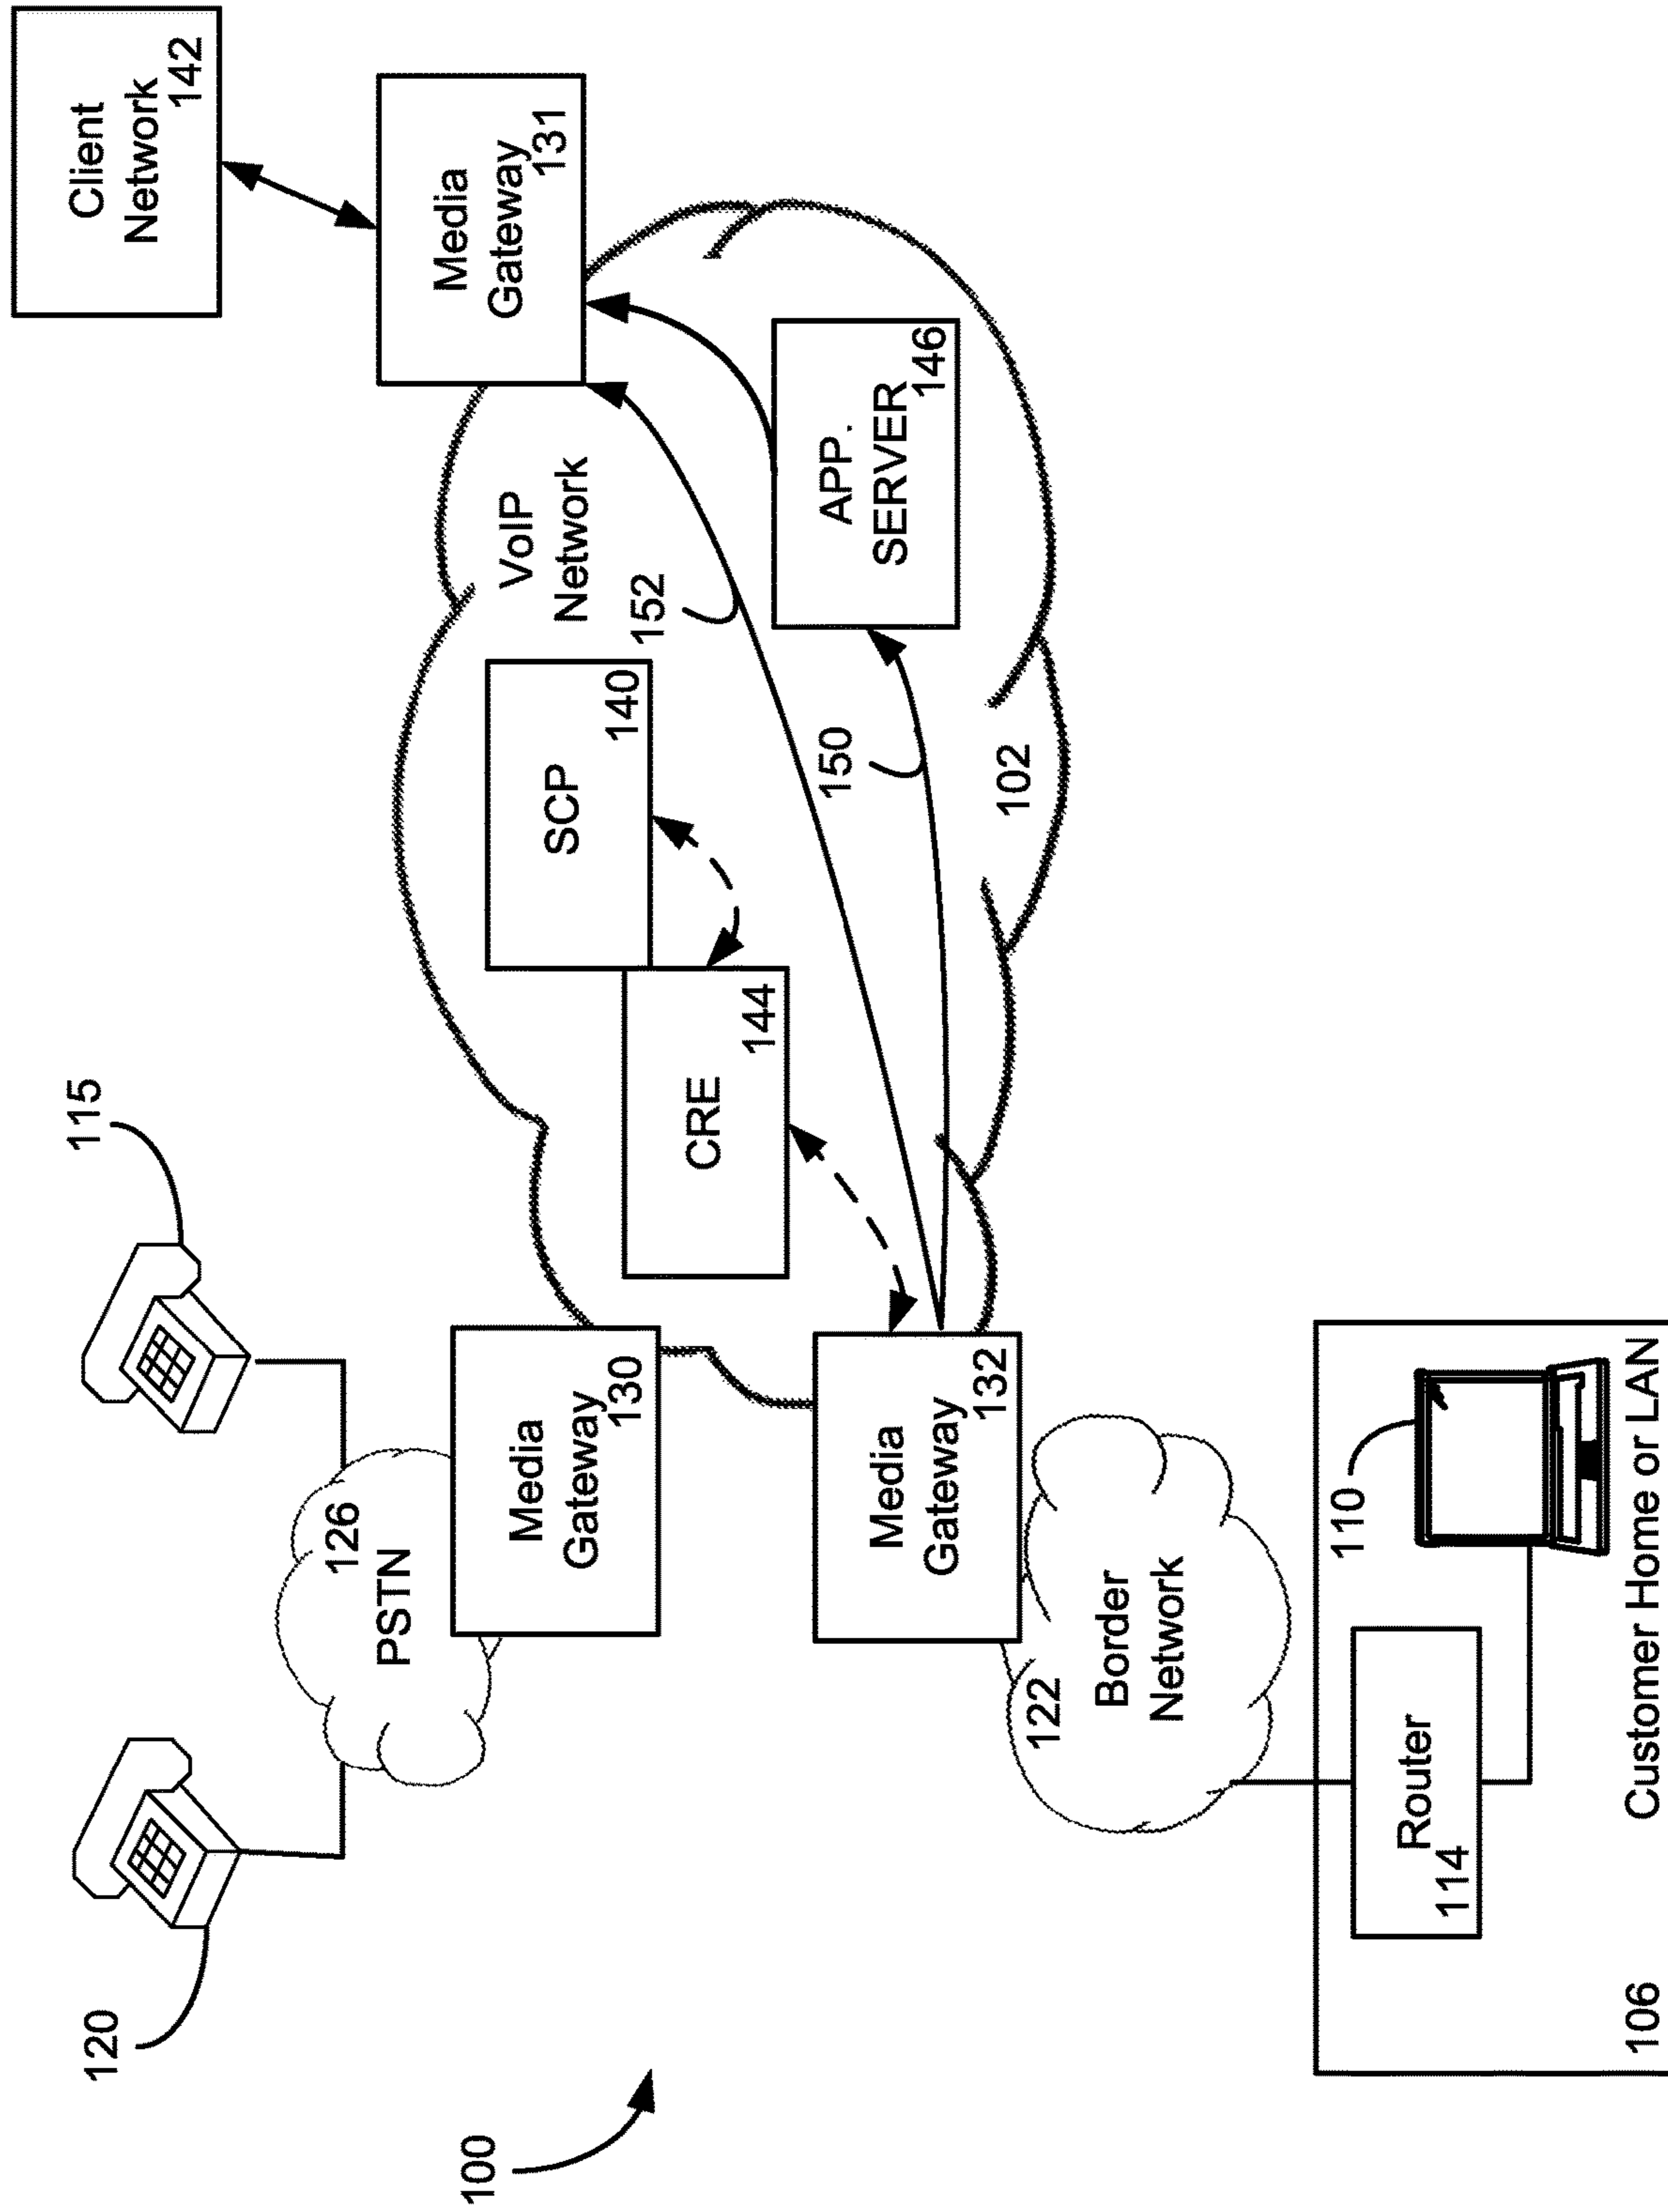 100
120
115
126
PSTN
Media
Gateway
130
Media
Gateway
132
122
Border
Network
Router
114
110
106
Customer Home or LAN
CRE
144
SCP
140
VoIP
Network
152
150
102
APP.
SERVER
146
Media
Gateway
131
Client
Network
142